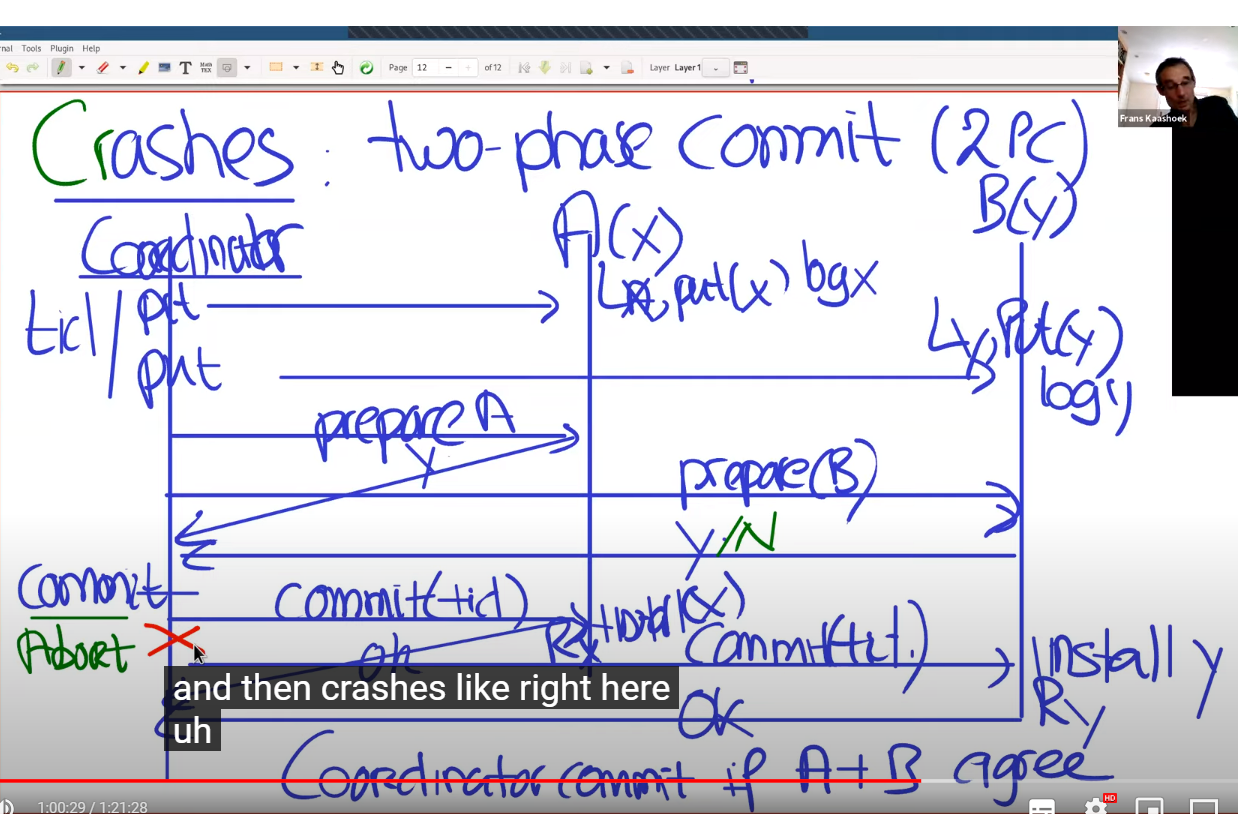 nal Tools Plugin Help
Page 12 of 12 Layer Layer 1
Frans Kaashoek
Crashes: two-phase commit (2PC)
Coordinator
A(x)
B(y)
tid
put
put
Lx, put(x) logx
Ly, Put(y)
log y
prepare A
Y
prepare(B)
Y/N
Commit
Abort
Commit(tid)
ok
install(x)
Rx
Commit(tid)
install y
Ry
OK
and then crashes like right here
uh
Coordinator commit if A+B agree
1:00:29 / 1:21:28
HD